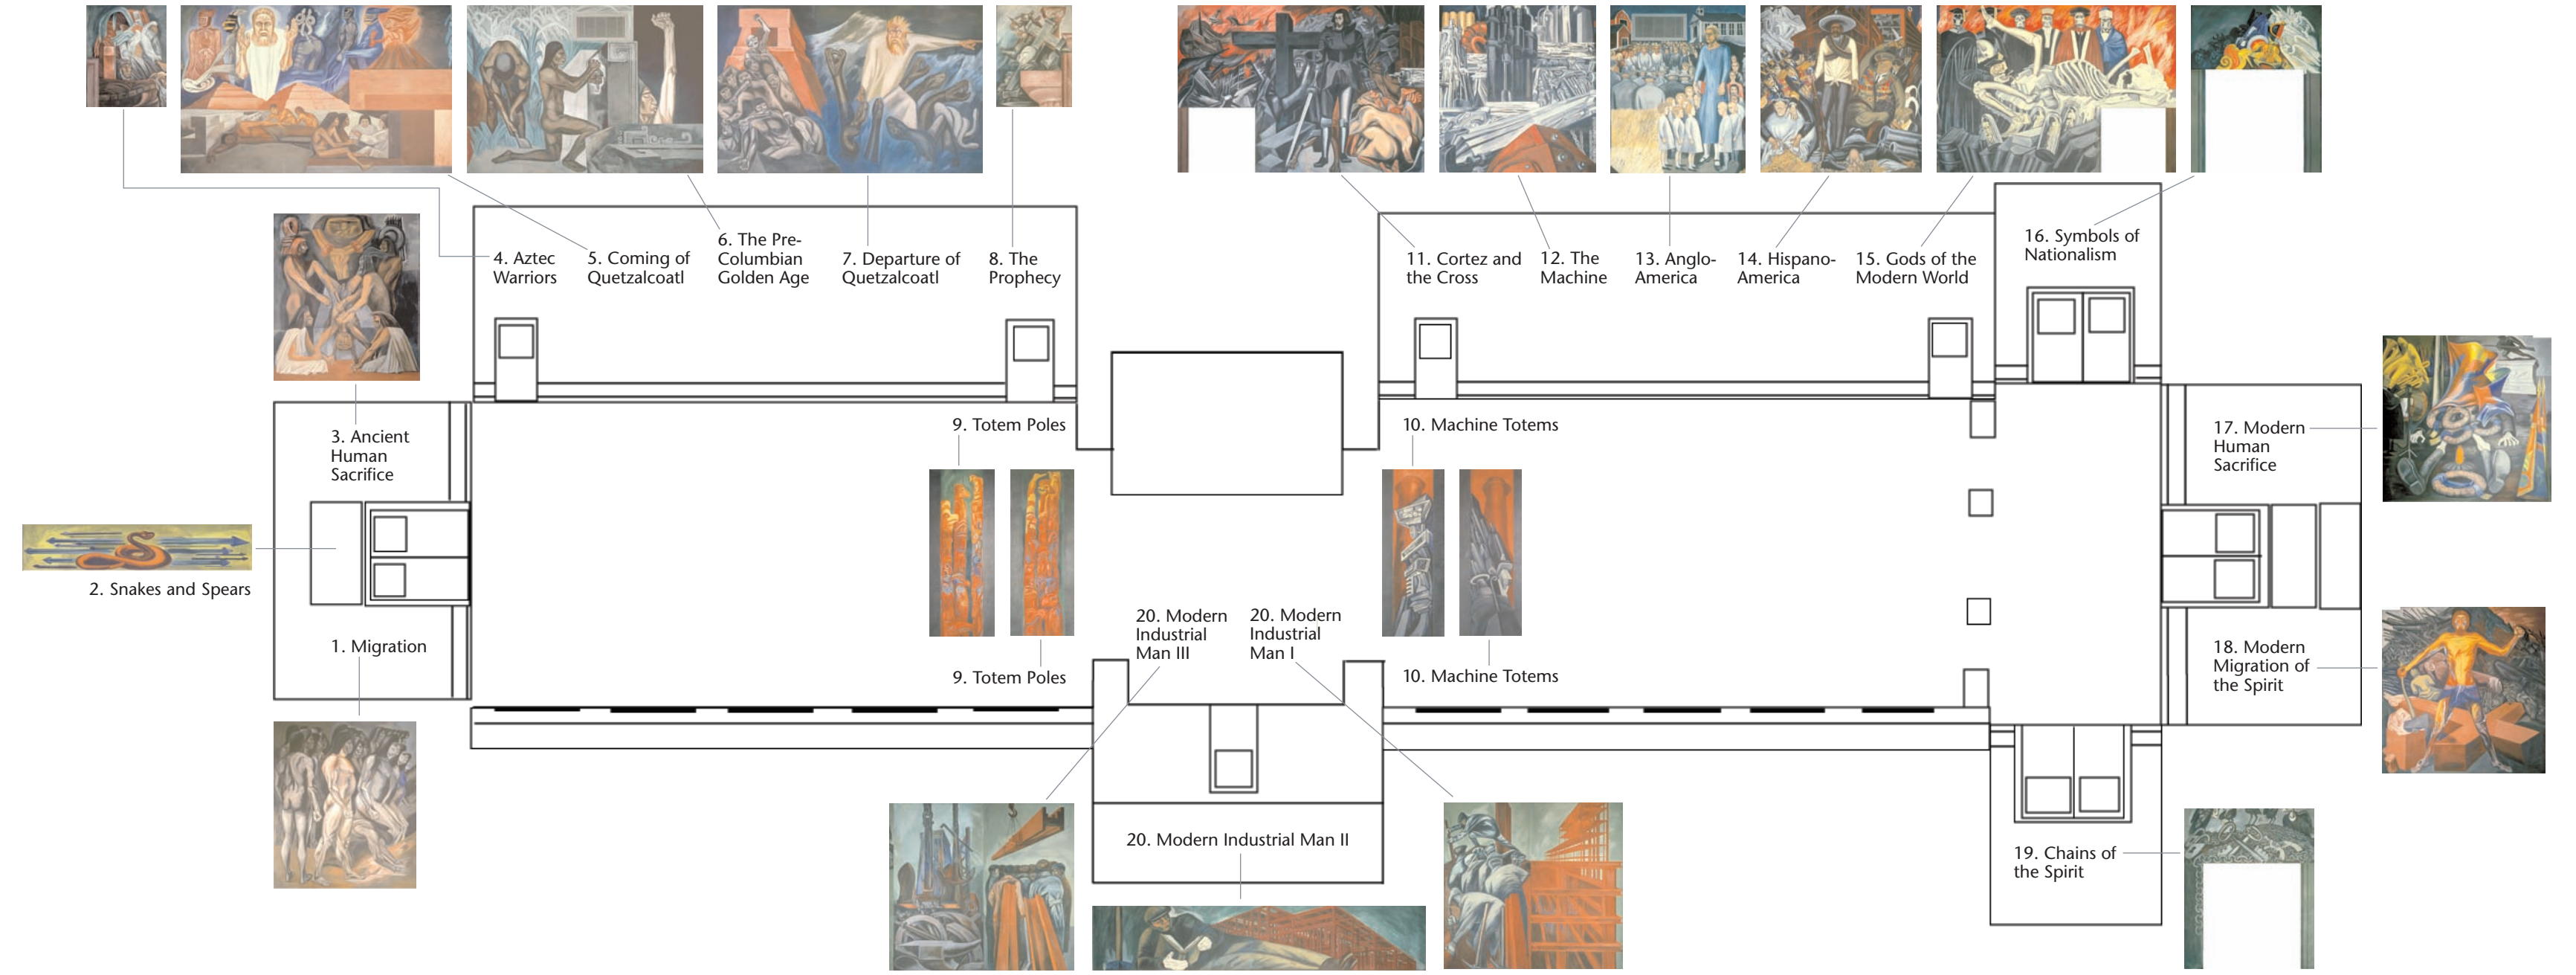 4. Aztec
Warriors
5. Coming of
Quetzalcoatl
6. The Pre-
Columbian
Golden Age
7. Departure of
Quetzalcoatl
8. The
Prophecy
11. Cortez and
the Cross
12. The
Machine
13. Anglo-
America
14. Hispano-
America
15. Gods of the
Modern World
16. Symbols of
Nationalism
3. Ancient
Human
Sacrifice
9. Totem Poles
10. Machine Totems
17. Modern
Human
Sacrifice
2. Snakes and Spears
1. Migration
20. Modern
Industrial
Man III
20. Modern
Industrial
Man I
9. Totem Poles
10. Machine Totems
18. Modern
Migration of
the Spirit
20. Modern Industrial Man II
19. Chains of
the Spirit